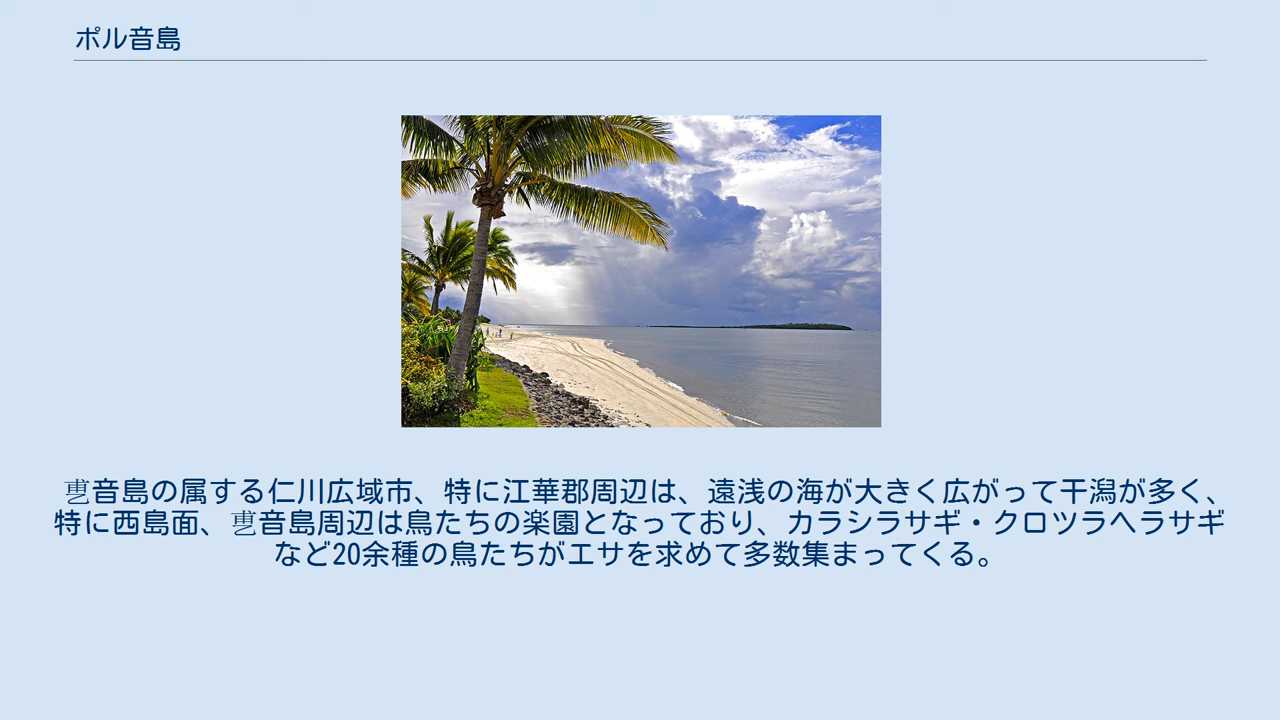 ポル音島
乶音島の属する仁川広域市、特に江華郡周辺は、遠浅の海が大きく広がって干潟が多く、
特に西島面、乶音島周辺は鳥たちの楽園となっており、カラシラサギ・クロツラヘラサギ
など20余種の鳥たちがエサを求めて多数集まってくる。